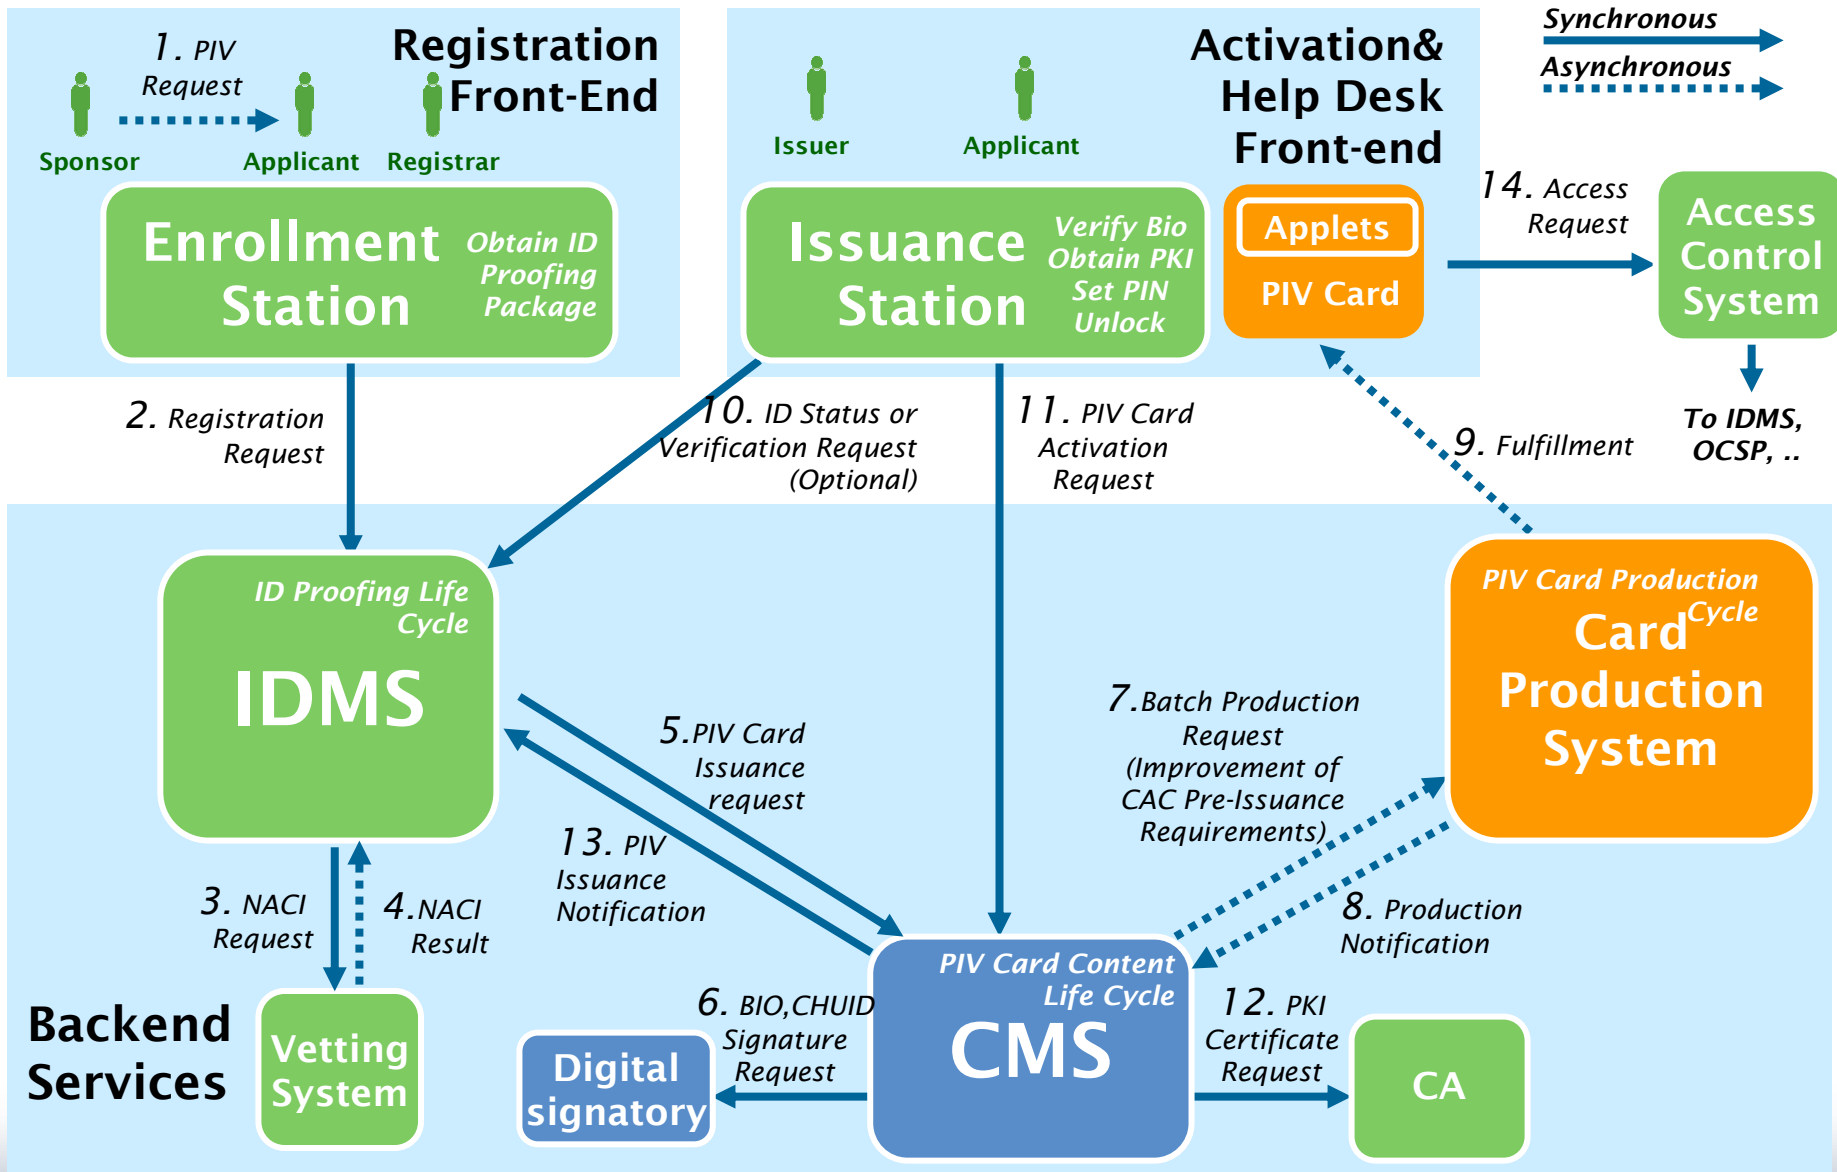 1. PIV
Request
Registration
Front-End
Sponsor
Applicant
Registrar
Enrollment
Station
Obtain ID
Proofing
Package
Activation&
Help Desk
Front-end
Issuer
Applicant
Issuance
Station
Verify Bio
Obtain PKI
Set PIN
Unlock
Applets
PIV Card
Synchronous
Asynchronous
14. Access
Request
Access
Control
System
To IDMS,
OCSP, ..
2. Registration
Request
10. ID Status or
Verification Request
(Optional)
11. PIV Card
Activation
Request
9. Fulfillment
ID Proofing Life
Cycle
IDMS
PIV Card Production
Cycle
Card
Production
System
5.PIV Card
Issuance
request
7.Batch Production
Request
(Improvement of
CAC Pre-Issuance
Requirements)
13. PIV
Issuance
Notification
3. NACI
Request
4.NACI
Result
8. Production
Notification
Backend
Services
Vetting
System
6. BIO,CHUID
Signature
Request
Digital
signatory
PIV Card Content
Life Cycle
CMS
12. PKI
Certificate
Request
CA